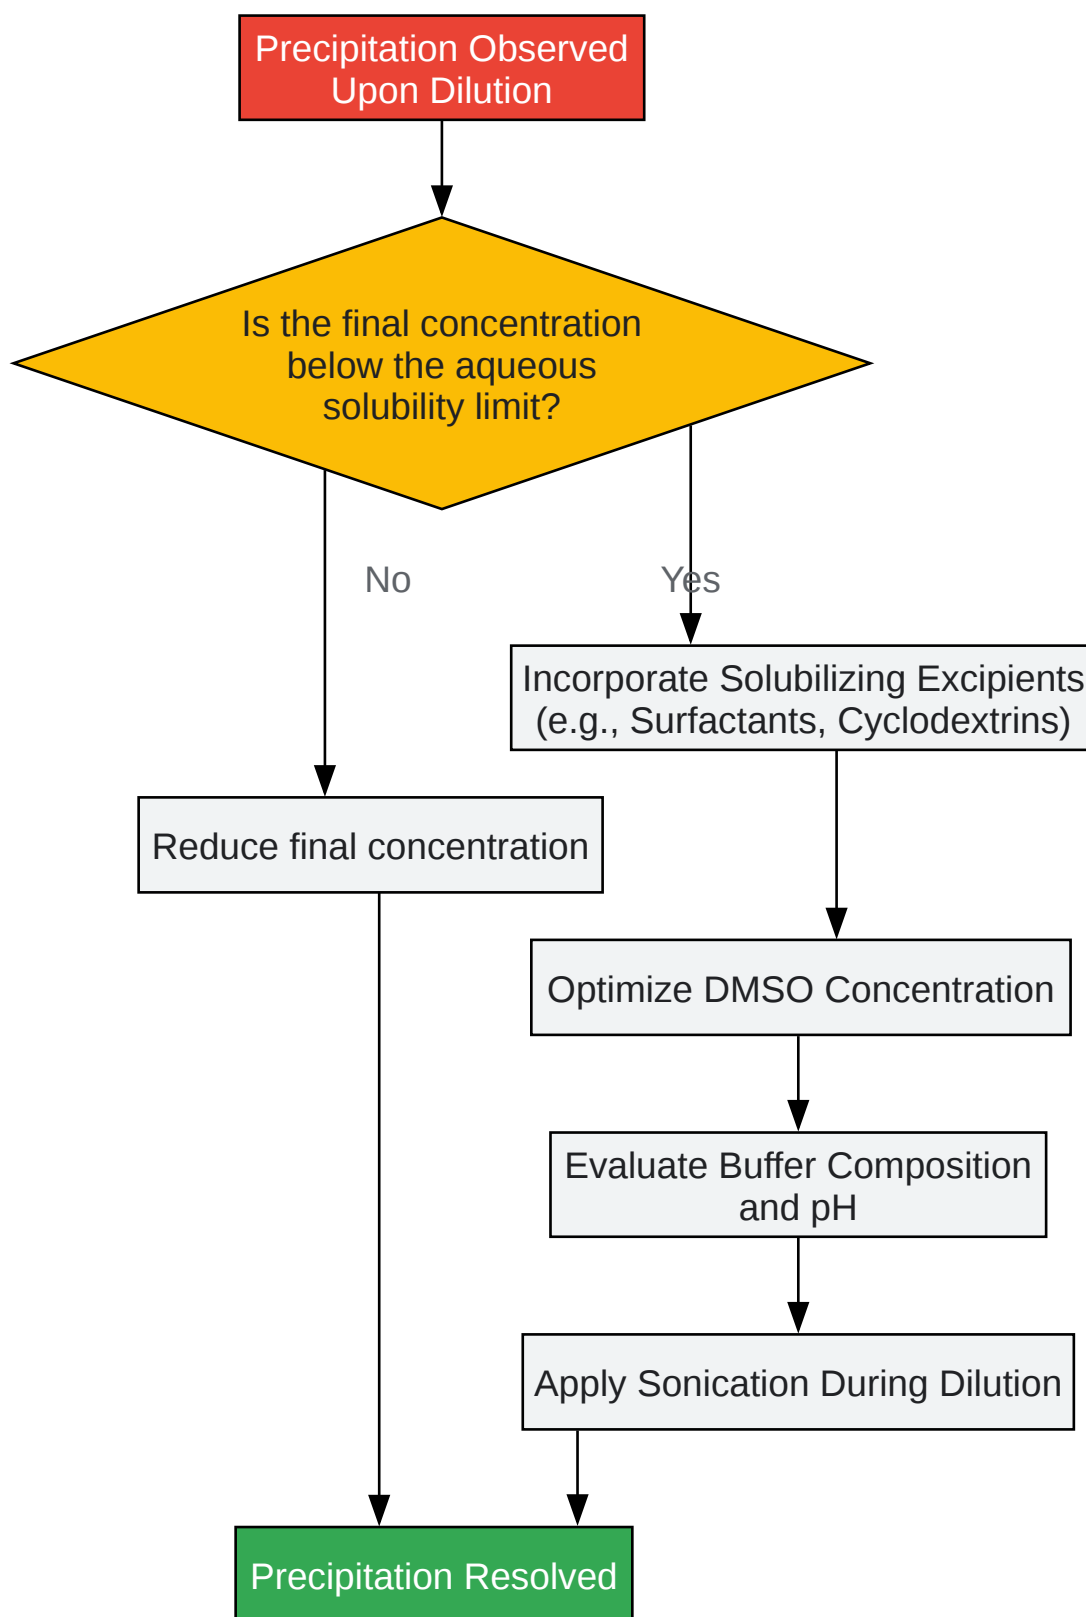 Precipitation Observed
Upon Dilution
Is the final concentration
below the aqueous
solubility limit?
No
Yes
Incorporate Solubilizing Excipients
(e.g., Surfactants, Cyclodextrins)
Reduce final concentration
Optimize DMSO Concentration
Evaluate Buffer Composition
and pH
Apply Sonication During Dilution
Precipitation Resolved